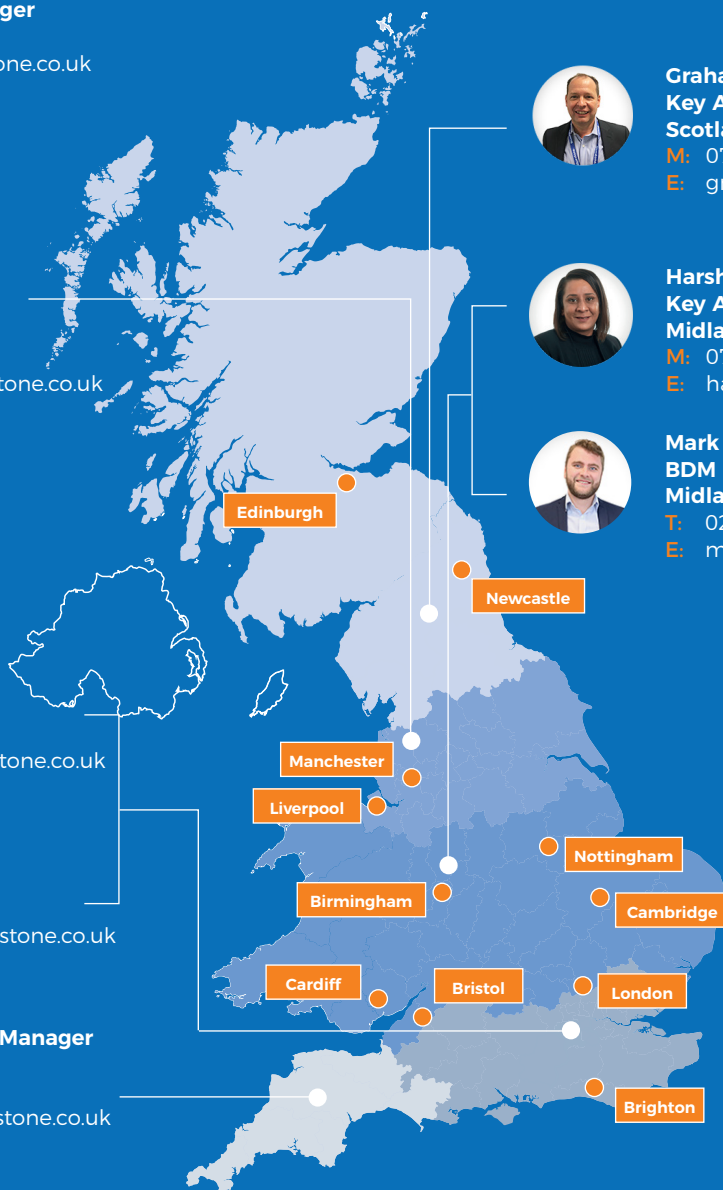 ger
one.co.uk
Graha
Key A
Scotla
M: 07
E: gr
Harsh
Key A
Midla
M: 07
E: ha
tone.co.uk
Mark
BDM
Midla
T: 02
E: m
Edinburgh
Newcastle
tone.co.uk
Manchester
Liverpool
Nottingham
Birmingham
Cambridge
stone.co.uk
Cardiff
Bristol
London
Manager
stone.co.uk
Brighton